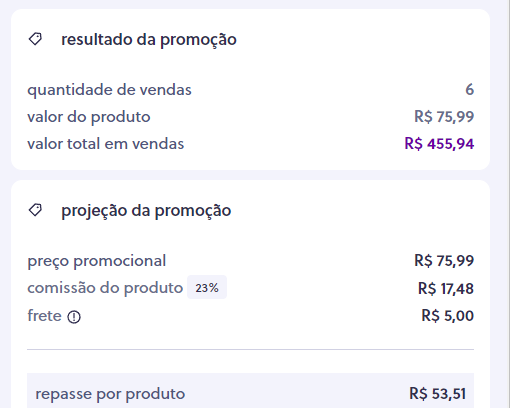 resultado da promoção
quantidade de vendas 6
valor do produto R$ 75,99
valor total em vendas R$ 455,94
projeção da promoção
preço promocional R$ 75,99
comissão do produto 23% R$ 17,48
frete R$ 5,00
repasse por produto R$ 53,51